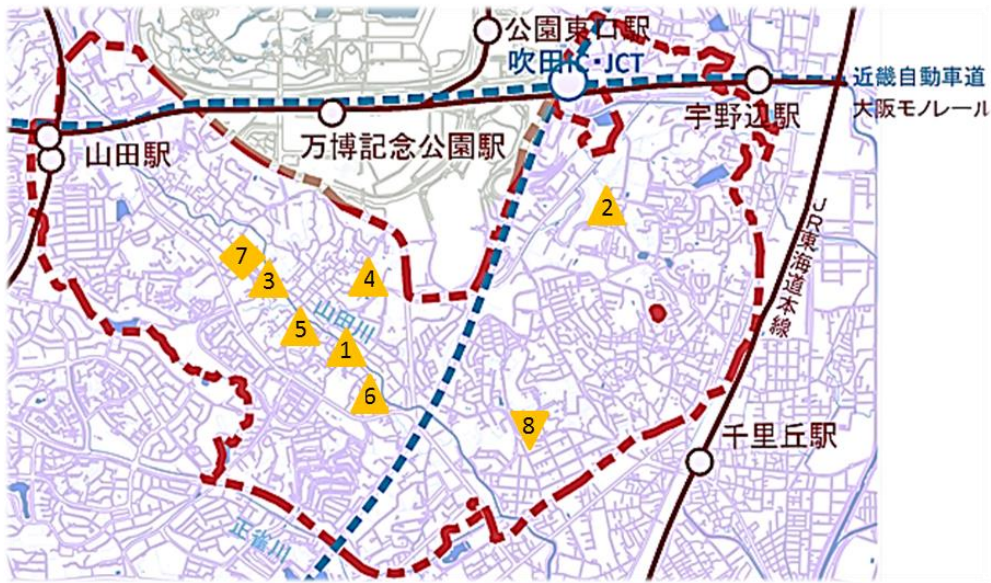 公園東口駅
吹田IC・JCT
近畿自動車道
宇野辺駅
大阪モノレール
万博記念公園駅
山田駅
2
JR東海道本線
7
4
3
山田川
5
1
6
8
千里丘駅
正雀川